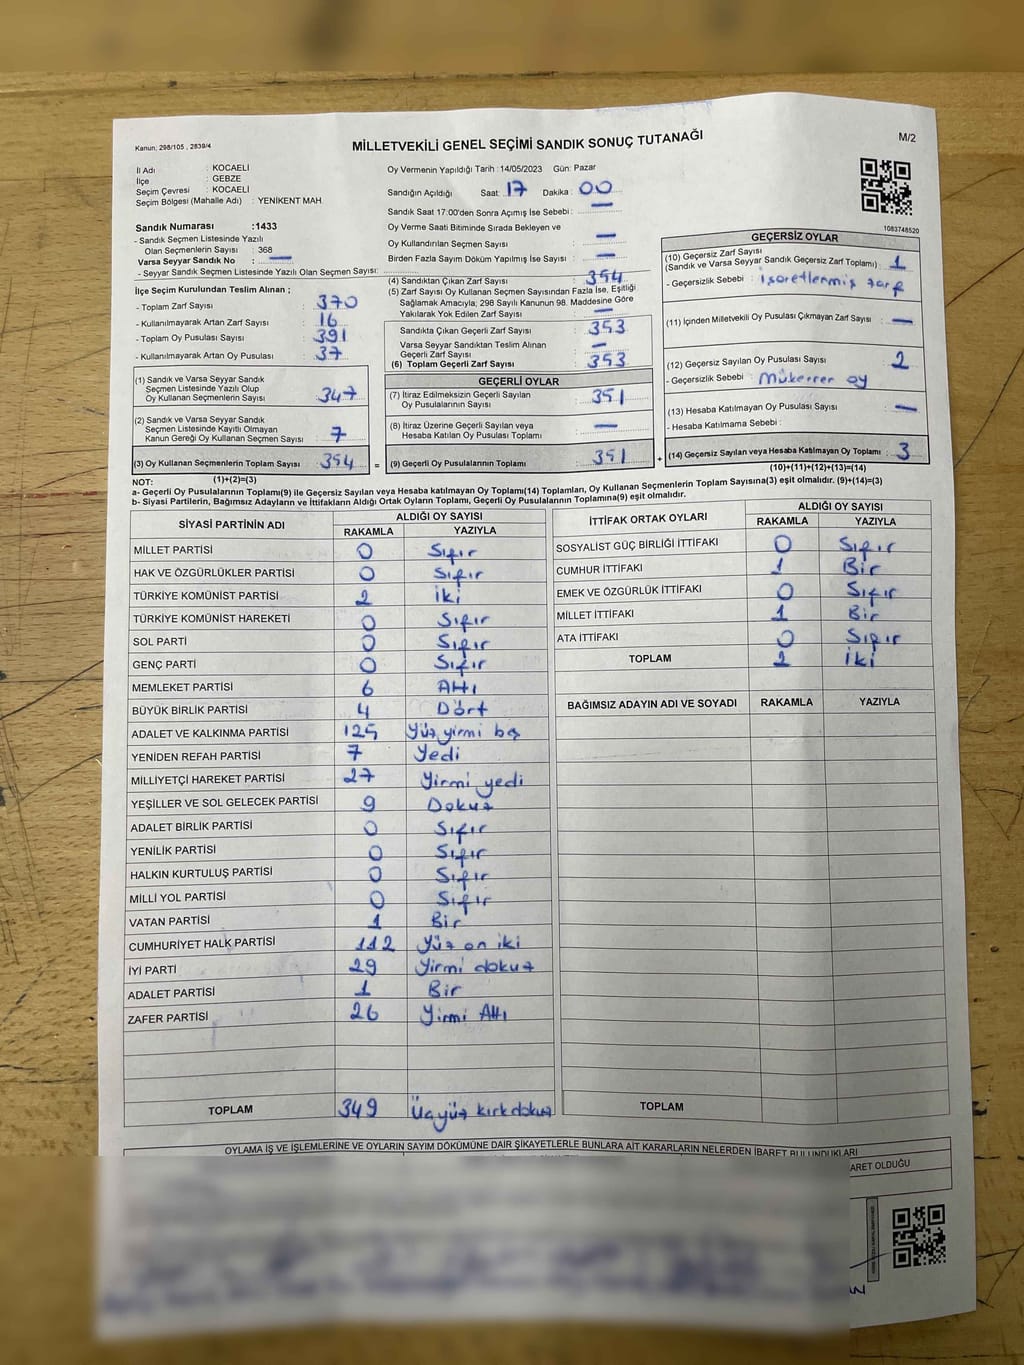 Kanun; 298/105 , 2839/4
MİLLETVEKİLİ GENEL SEÇİMİ SANDIK SONUÇ TUTANAĞI
M/2
İl Adı : KOCAELİ
İlçe : GEBZE
Seçim Çevresi : KOCAELİ
Seçim Bölgesi (Mahalle Adı) : YENİKENT MAH.
Sandık Numarası :1433
- Sandık Seçmen Listesinde Yazılı
Olan Seçmenlerin Sayısı : 368
Varsa Seyyar Sandık No : —
- Seyyar Sandık Seçmen Listesinde Yazılı Olan Seçmen Sayısı:
İlçe Seçim Kurulundan Teslim Alınan ;
- Toplam Zarf Sayısı : 370
- Kullanılmayarak Artan Zarf Sayısı : 16
- Toplam Oy Pusulası Sayısı : 391
- Kullanılmayarak Artan Oy Pusulası : 37
(1) Sandık ve Varsa Seyyar Sandık
Seçmen Listesinde Yazılı Olup
Oy Kullanan Seçmenlerin Sayısı : 347
(2) Sandık ve Varsa Seyyar Sandık
Seçmen Listesinde Kayıtlı Olmayan
Kanun Gereği Oy Kullanan Seçmen Sayısı : 7
(3) Oy Kullanan Seçmenlerin Toplam Sayısı : 354 =
Oy Vermenin Yapıldığı Tarih : 14/05/2023 Gün: Pazar
Sandığın Açıldığı Saat: 17 Dakika : 00
Sandık Saat 17:00'den Sonra Açımış İse Sebebi : —
Oy Verme Saati Bitiminde Sırada Bekleyen ve
Oy Kullandırılan Seçmen Sayısı : —
Birden Fazla Sayım Döküm Yapılmış İse Sayısı : —
(4) Sandıktan Çıkan Zarf Sayısı : 354
(5) Zarf Sayısı Oy Kullanan Seçmen Sayısından Fazla İse, Eşitliği
Sağlamak Amacıyla, 298 Sayılı Kanunun 98. Maddesine Göre
Yakılarak Yok Edilen Zarf Sayısı : —
Sandıkta Çıkan Geçerli Zarf Sayısı : 353
Varsa Seyyar Sandıktan Teslim Alınan
Geçerli Zarf Sayısı : —
(6) Toplam Geçerli Zarf Sayısı : 353
GEÇERLİ OYLAR
(7) İtiraz Edilmeksizin Geçerli Sayılan
Oy Pusulalarının Sayısı : 351
(8) İtiraz Üzerine Geçerli Sayılan veya
Hesaba Katılan Oy Pusulaları Toplamı : —
(9) Geçerli Oy Pusulalarının Toplamı : 351 +
1083748520
GEÇERSİZ OYLAR
(10) Geçersiz Zarf Sayısı
(Sandık ve Varsa Seyyar Sandık Geçersiz Zarf Toplamı) : 1
- Geçersizlik Sebebi : işaretlenmiş zarf
(11) İçinden Milletvekili Oy Pusulası Çıkmayan Zarf Sayısı : —
(12) Geçersiz Sayılan Oy Pusulası Sayısı : 2
- Geçersizlik Sebebi : Mükerrer oy
(13) Hesaba Katılmayan Oy Pusulası Sayısı : —
- Hesaba Katılmama Sebebi :
(14) Geçersiz Sayılan veya Hesaba Katılmayan Oy Toplamı : 3
NOT: (1)+(2)=(3) (10)+(11)+(12)+(13)=(14)
a- Geçerli Oy Pusulalarının Toplamı(9) ile Geçersiz Sayılan veya Hesaba katılmayan Oy Toplamı(14) Toplamları, Oy Kullanan Seçmenlerin Toplam Sayısına(3) eşit olmalıdır. (9)+(14)=(3)
b- Siyasi Partilerin, Bağımsız Adayların ve İttifakların Aldığı Ortak Oyların Toplamı, Geçerli Oy Pusulalarının Toplamına(9) eşit olmalıdır.
SİYASİ PARTİNİN ADI ALDIĞI OY SAYISI
RAKAMLA YAZIYLA
MİLLET PARTİSİ 0 Sıfır
HAK VE ÖZGÜRLÜKLER PARTİSİ 0 Sıfır
TÜRKİYE KOMÜNİST PARTİSİ 2 iki
TÜRKİYE KOMÜNİST HAREKETİ 0 Sıfır
SOL PARTİ 0 Sıfır
GENÇ PARTİ 0 Sıfır
MEMLEKET PARTİSİ 6 Altı
BÜYÜK BİRLİK PARTİSİ 4 Dört
ADALET VE KALKINMA PARTİSİ 125 Yüz yirmi beş
YENİDEN REFAH PARTİSİ 7 Yedi
MİLLİYETÇİ HAREKET PARTİSİ 27 Yirmi yedi
YEŞİLLER VE SOL GELECEK PARTİSİ 9 Dokuz
ADALET BİRLİK PARTİSİ 0 Sıfır
YENİLİK PARTİSİ 0 Sıfır
HALKIN KURTULUŞ PARTİSİ 0 Sıfır
MİLLİ YOL PARTİSİ 0 Sıfır
VATAN PARTİSİ 1 Bir
CUMHURİYET HALK PARTİSİ 112 Yüz on iki
İYİ PARTİ 29 Yirmi dokuz
ADALET PARTİSİ 1 Bir
ZAFER PARTİSİ 26 Yirmi Altı
TOPLAM 349 Üçyüz kırk dokuz
İTTİFAK ORTAK OYLARI ALDIĞI OY SAYISI
RAKAMLA YAZIYLA
SOSYALİST GÜÇ BİRLİĞİ İTTİFAKI 0 Sıfır
CUMHUR İTTİFAKI 1 Bir
EMEK VE ÖZGÜRLÜK İTTİFAKI 0 Sıfır
MİLLET İTTİFAKI 1 Bir
ATA İTTİFAKI 0 Sıfır
TOPLAM 2 iki
BAĞIMSIZ ADAYIN ADI VE SOYADI RAKAMLA YAZIYLA
TOPLAM
OYLAMA İŞ VE İŞLEMLERİNE VE OYLARIN SAYIM DÖKÜMÜNE DAİR ŞİKAYETLERLE BUNLARA AİT KARARLARIN NELERDEN İBARET BULUNDUKLARI
ARET OLDUĞU